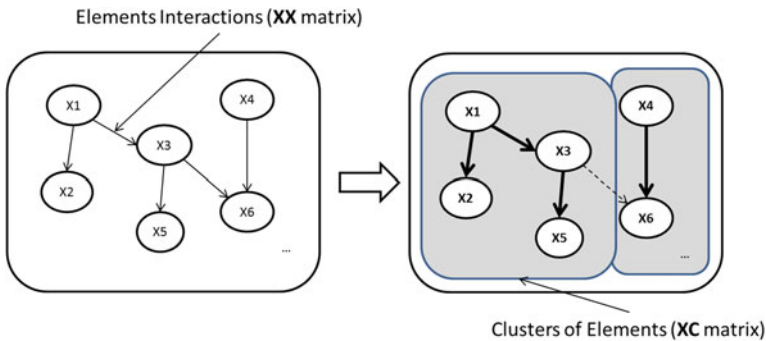 Elements Interactions (XX matrix)
X1
X4
X3
X2
X6
X5
...
X1
X4
X3
X2
X6
X5
...
Clusters of Elements (XC matrix)